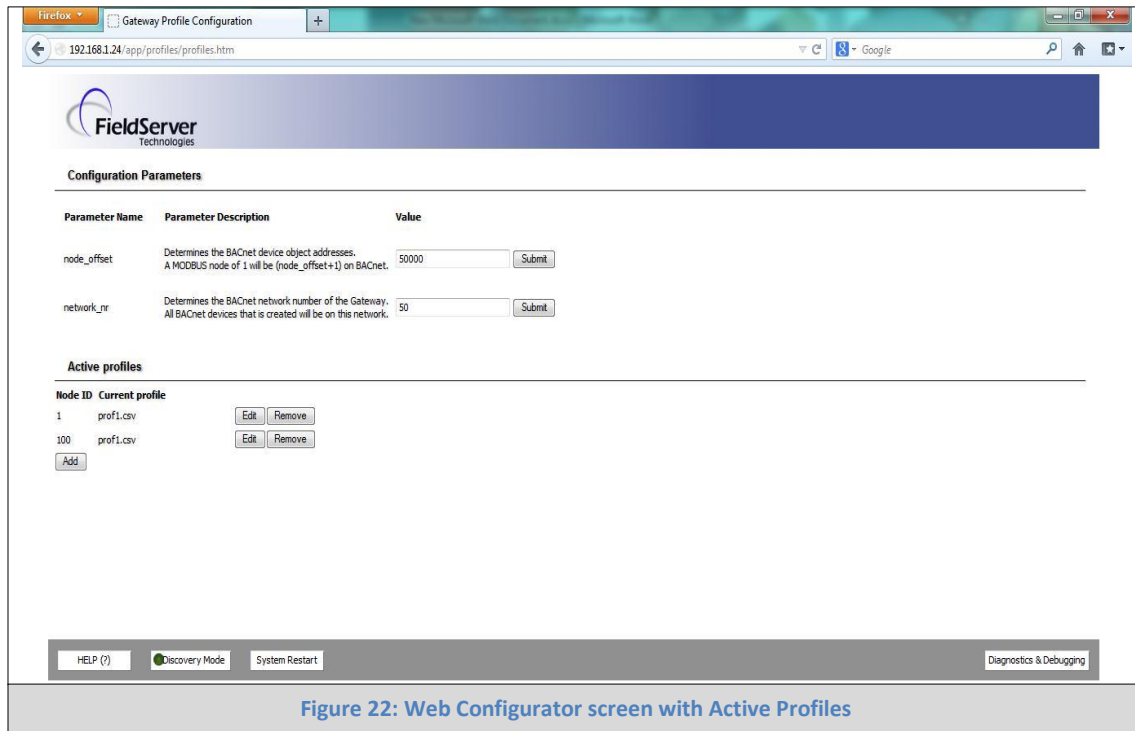 Firefox
Gateway Profile Configuration
+
192.168.1.24/app/profiles/profiles.htm
Google
FieldServer
Technologies
Configuration Parameters
Parameter Name Parameter Description Value
node_offset
Determines the BACnet device object addresses.
A MODBUS node of 1 will be (node_offset+1) on BACnet.
50000
Submit
network_nr
Determines the BACnet network number of the Gateway.
All BACnet devices that is created will be on this network.
50
Submit
Active profiles
Node ID Current profile
1 prof1.csv Edit Remove
100 prof1.csv Edit Remove
Add
HELP (?) Discovery Mode System Restart Diagnostics & Debugging
Figure 22: Web Configurator screen with Active Profiles